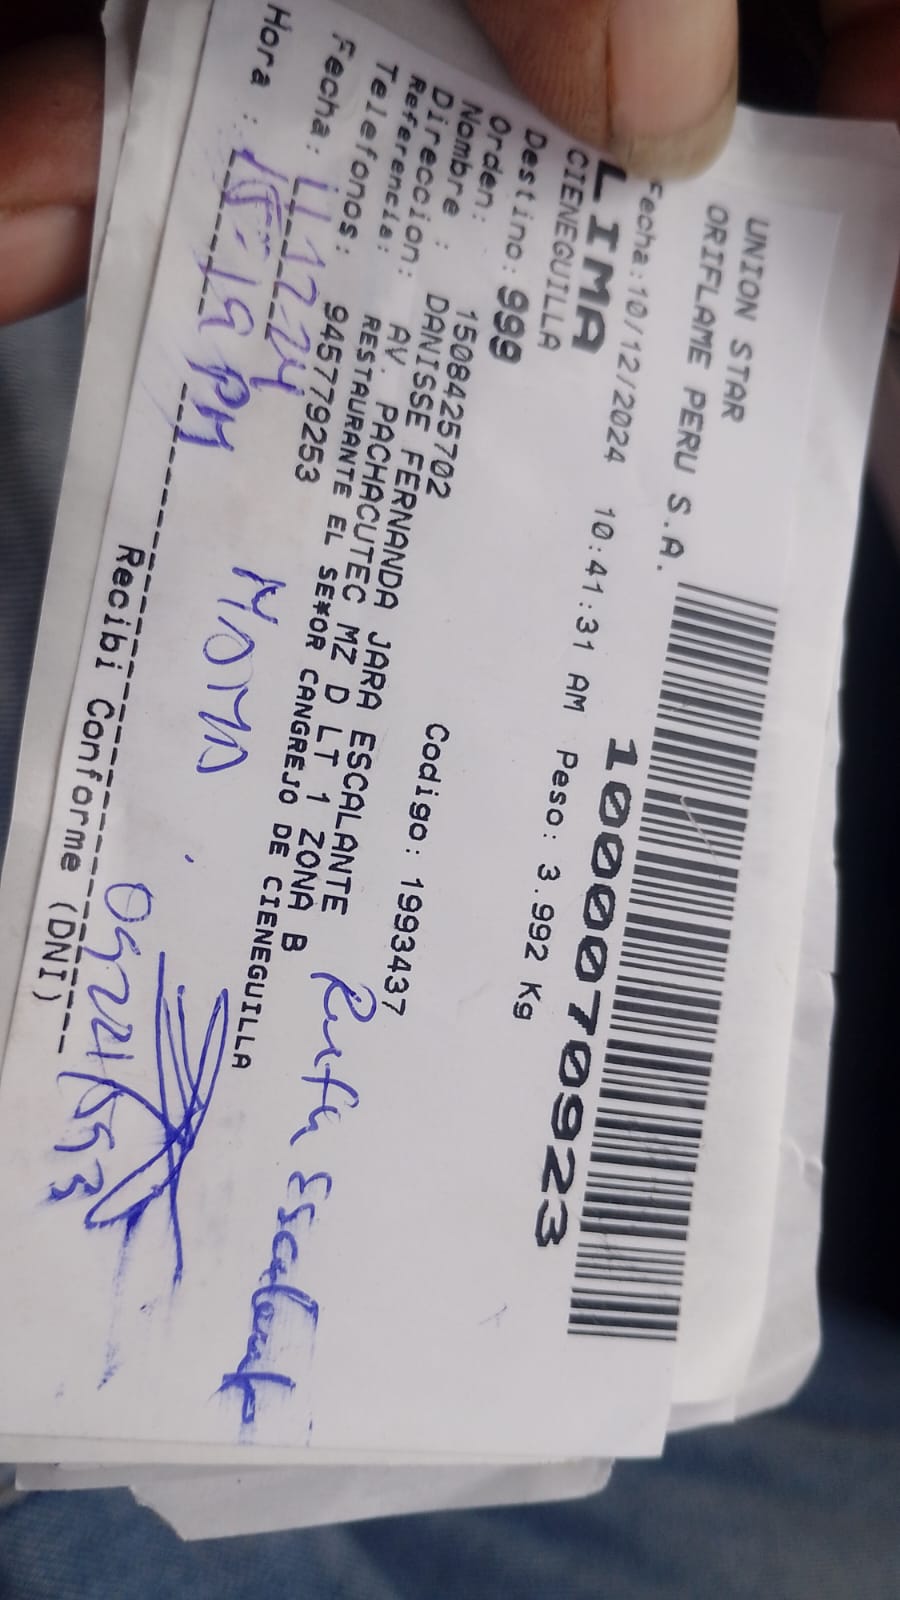 UNION STAR
ORIFLAME PERU S.A.
Fecha:10/12/2024 10:41:31 AM Peso: 3.992 Kg
LIMA 1000070923
CIENEGUILLA
Destino: 999
Orden: 1508425702 Codigo: 1993437
Nombre : DANISSE FERNANDA JARA ESCALANTE
Direccion: AV. PACHACUTEC MZ D LT 1 ZONA B
Referencia: RESTAURANTE EL SE*OR CANGREJO DE CIENEGUILLA
Telefonos: 945779253
Fecha: 11-12-24 Escalante
Hora : 19 PM
Recibi Conforme (DNI)